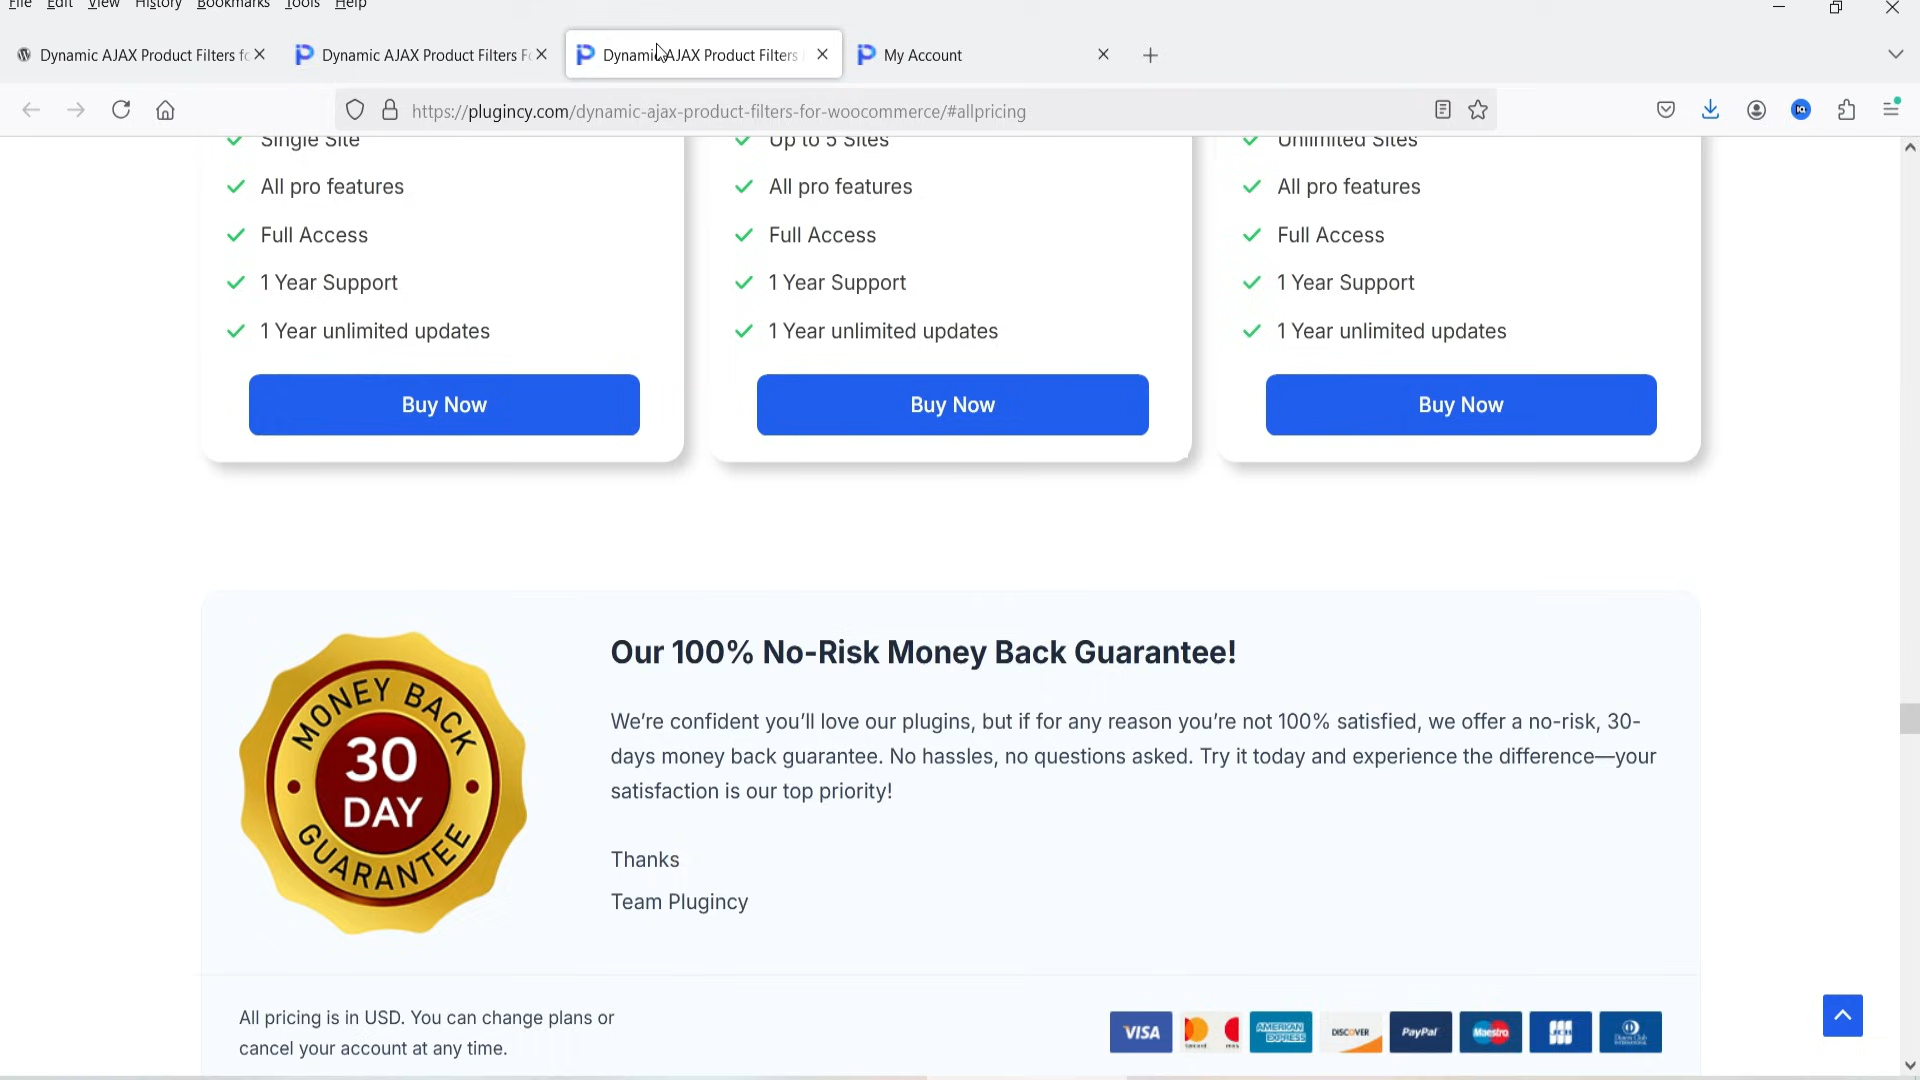 File Edit View History Bookmarks Tools Help
Dynamic AJAX Product Filters fo
Dynamic AJAX Product Filters Fo
Dynamic AJAX Product Filters
My Account
https://plugincy.com/dynamic-ajax-product-filters-for-woocommerce/#allpricing
Single Site
All pro features
Full Access
1 Year Support
1 Year unlimited updates
Buy Now
Up to 5 Sites
All pro features
Full Access
1 Year Support
1 Year unlimited updates
Buy Now
Unlimited Sites
All pro features
Full Access
1 Year Support
1 Year unlimited updates
Buy Now
MONEY BACK
30
DAY
GUARANTEE
Our 100% No-Risk Money Back Guarantee!
We’re confident you’ll love our plugins, but if for any reason you’re not 100% satisfied, we offer a no-risk, 30-
days money back guarantee. No hassles, no questions asked. Try it today and experience the difference—your
satisfaction is our top priority!
Thanks
Team Plugincy
All pricing is in USD. You can change plans or
cancel your account at any time.
VISA
AMERICAN
EXPRESS
DISCOVER
PayPal
Maestro
JCB
Diners Club
INTERNATIONAL